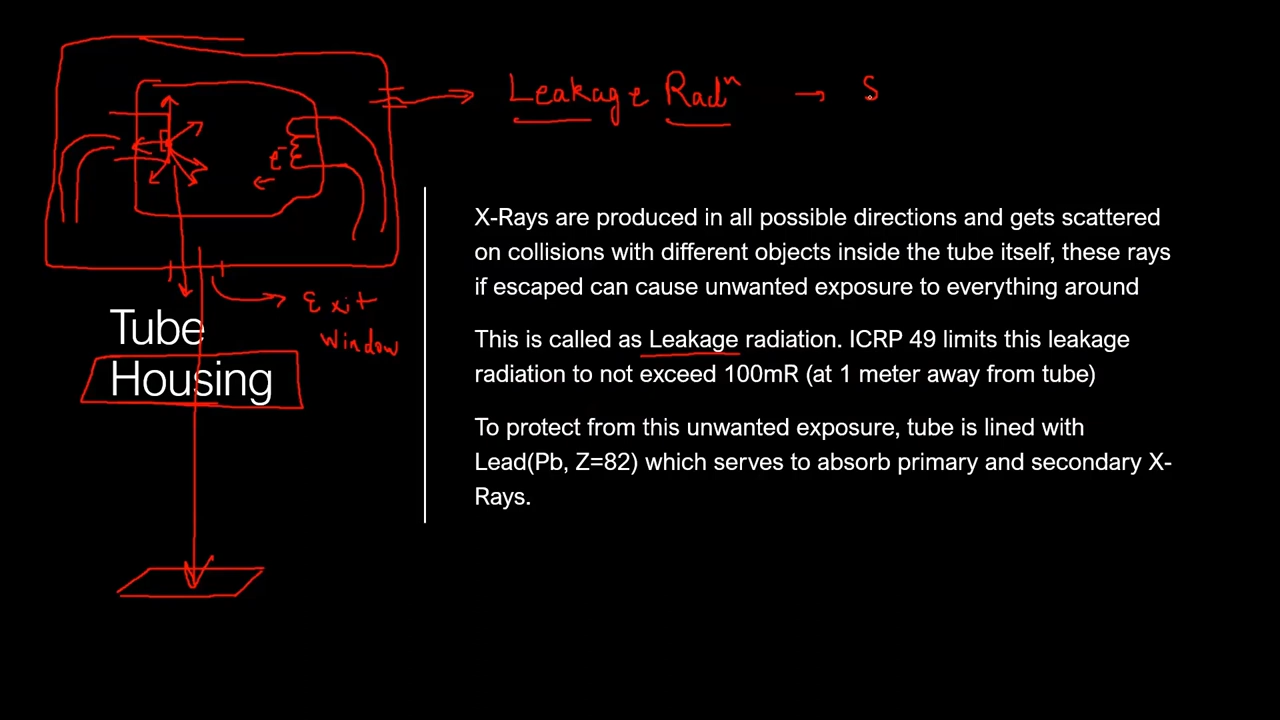 Leakage Radⁿ → S
e⁻
Exit
Window
Tube
Housing
X-Rays are produced in all possible directions and gets scattered
on collisions with different objects inside the tube itself, these rays
if escaped can cause unwanted exposure to everything around
This is called as Leakage radiation. ICRP 49 limits this leakage
radiation to not exceed 100mR (at 1 meter away from tube)
To protect from this unwanted exposure, tube is lined with
Lead(Pb, Z=82) which serves to absorb primary and secondary X-
Rays.